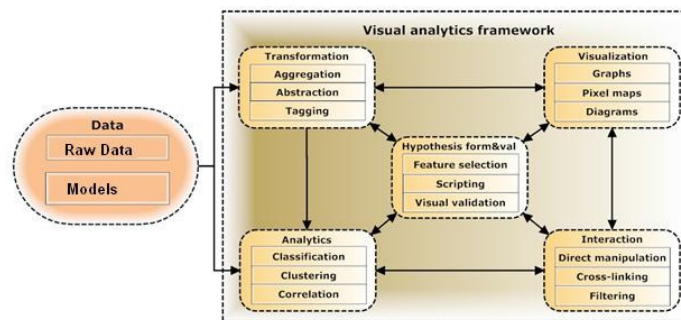 Visual analytics framework
Transformation
Aggregation
Abstraction
Tagging
Visualization
Graphs
Pixel maps
Diagrams
Data
Raw Data
Models
Hypothesis form&val
Feature selection
Scripting
Visual validation
Analytics
Classification
Clustering
Correlation
Interaction
Direct manipulation
Cross-linking
Filtering